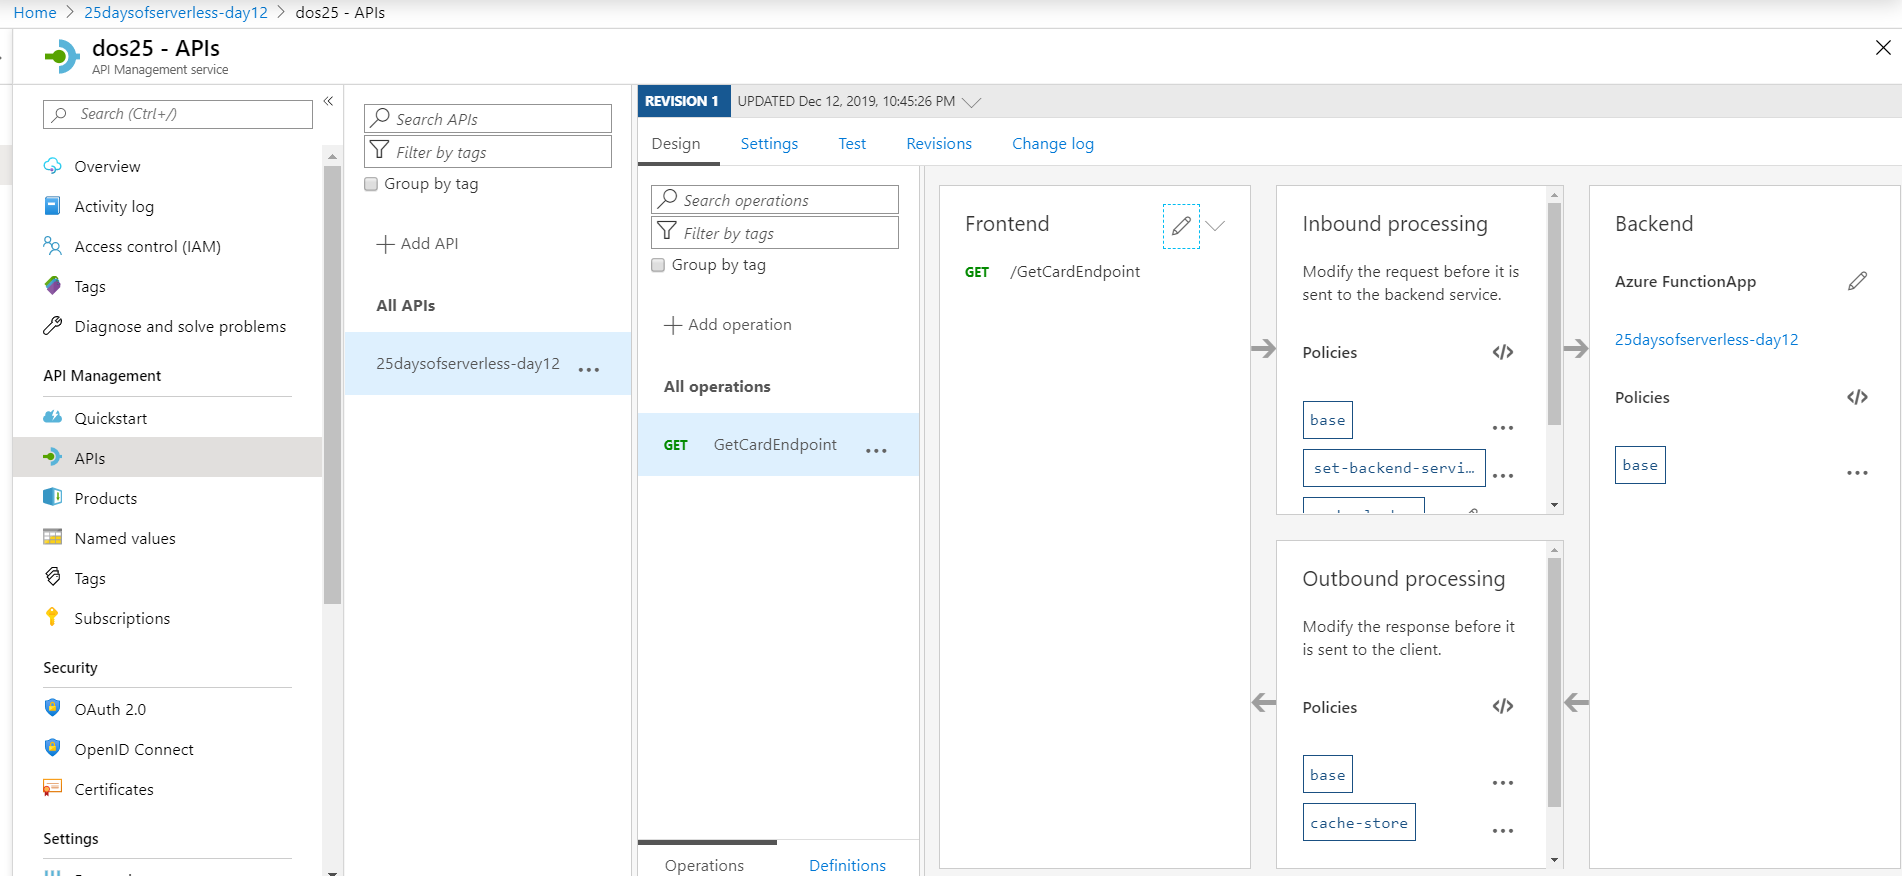 Home > 25daysofserverless-day12 > dos25 - APIs
dos25 - APIs
API Management service
Search (Ctrl+/)
Overview
Activity log
Access control (IAM)
Tags
Diagnose and solve problems
API Management
Quickstart
APIs
Products
Named values
Tags
Subscriptions
Security
OAuth 2.0
OpenID Connect
Certificates
Settings
Search APIs
Filter by tags
Group by tag
Add API
All APIs
25daysofserverless-day12 ...
REVISION 1 UPDATED Dec 12, 2019, 10:45:26 PM
Design Settings Test Revisions Change log
Search operations
Filter by tags
Group by tag
Add operation
All operations
GET GetCardEndpoint ...
Operations Definitions
Frontend
GET /GetCardEndpoint
Inbound processing
Modify the request before it is
sent to the backend service.
Policies </>
base ...
set-backend-servi… ...
Outbound processing
Modify the response before it
is sent to the client.
Policies </>
base ...
cache-store ...
Backend
Azure FunctionApp
25daysofserverless-day12
Policies </>
base ...